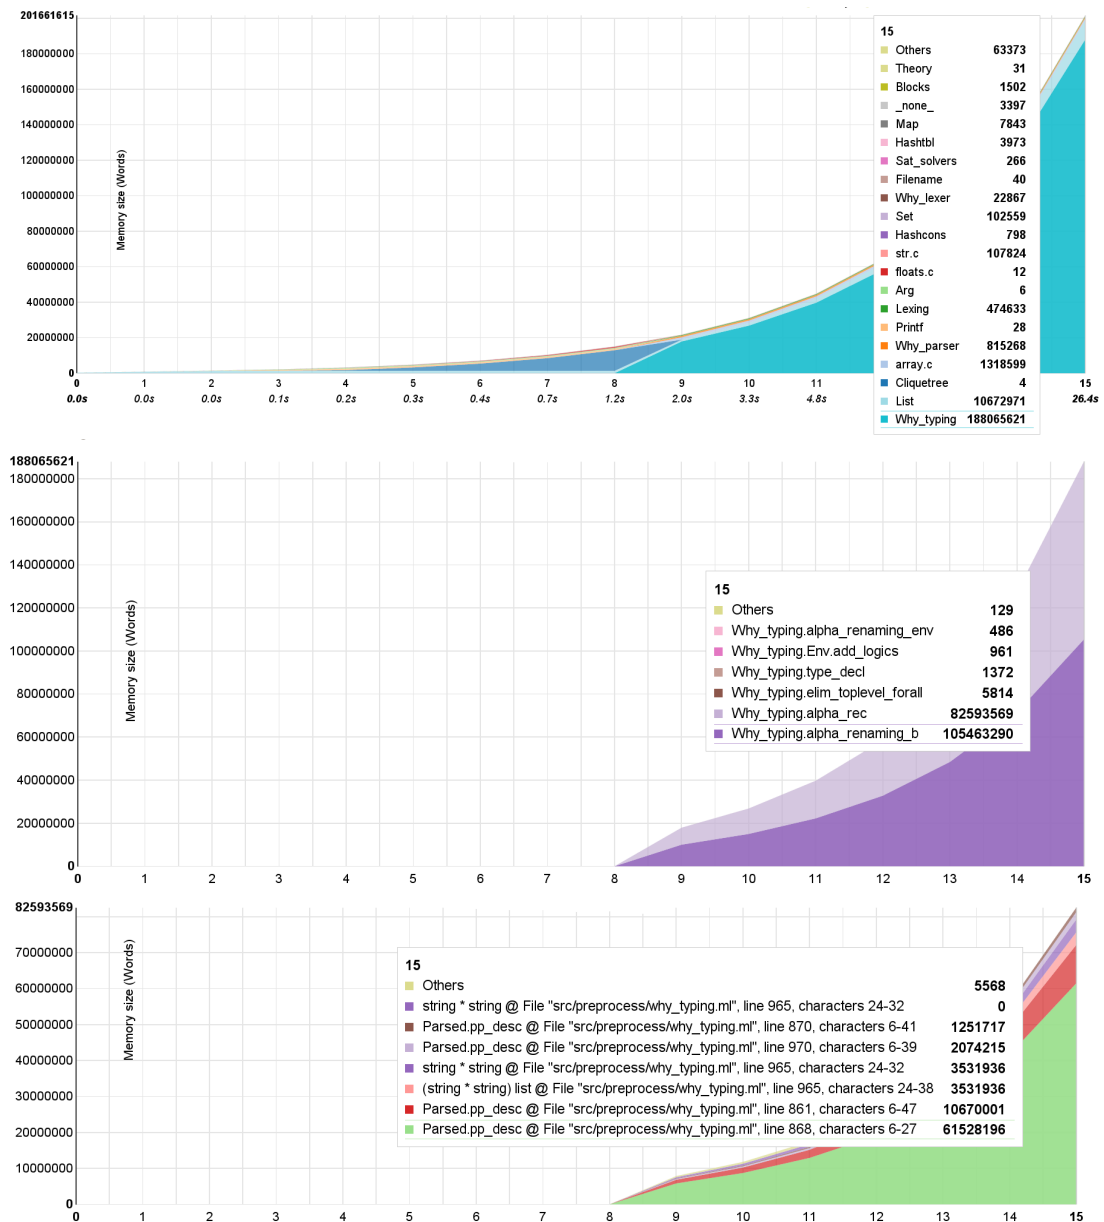 201661615
180000000
160000000
140000000
120000000
100000000
80000000
60000000
40000000
20000000
0
Memory size (Words)
15
Others 63373
Theory 31
Blocks 1502
_none_ 3397
Map 7843
Hashtbl 3973
Sat_solvers 266
Filename 40
Why_lexer 22867
Set 102559
Hashcons 798
str.c 107824
floats.c 12
Arg 6
Lexing 474633
Printf 28
Why_parser 815268
array.c 1318599
Cliquetree 4
List 10672971
Why_typing 188065621
0 1 2 3 4 5 6 7 8 9 10 11 15
0.0s 0.0s 0.0s 0.1s 0.2s 0.3s 0.4s 0.7s 1.2s 2.0s 3.3s 4.8s 26.4s
188065621
180000000
160000000
140000000
120000000
100000000
80000000
60000000
40000000
20000000
0
Memory size (Words)
15
Others 129
Why_typing.alpha_renaming_env 486
Why_typing.Env.add_logics 961
Why_typing.type_decl 1372
Why_typing.elim_toplevel_forall 5814
Why_typing.alpha_rec 82593569
Why_typing.alpha_renaming_b 105463290
0 1 2 3 4 5 6 7 8 9 10 11 12 13 14 15
82593569
70000000
60000000
50000000
40000000
30000000
20000000
10000000
0
Memory size (Words)
15
Others 5568
string * string @ File "src/preprocess/why_typing.ml", line 965, characters 24-32 0
Parsed.pp_desc @ File "src/preprocess/why_typing.ml", line 870, characters 6-41 1251717
Parsed.pp_desc @ File "src/preprocess/why_typing.ml", line 970, characters 6-39 2074215
string * string @ File "src/preprocess/why_typing.ml", line 965, characters 24-32 3531936
(string * string) list @ File "src/preprocess/why_typing.ml", line 965, characters 24-38 3531936
Parsed.pp_desc @ File "src/preprocess/why_typing.ml", line 861, characters 6-47 10670001
Parsed.pp_desc @ File "src/preprocess/why_typing.ml", line 868, characters 6-27 61528196
0 1 2 3 4 5 6 7 8 9 10 11 12 13 14 15